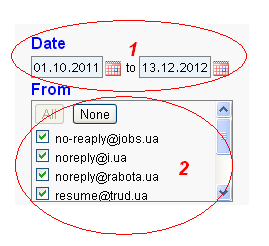 Date
1
01.10.2011 to 13.12.2012
From
All None
no-reaply@jobs.ua
noreply@i.ua
noreply@rabota.ua
2
resume@trud.ua